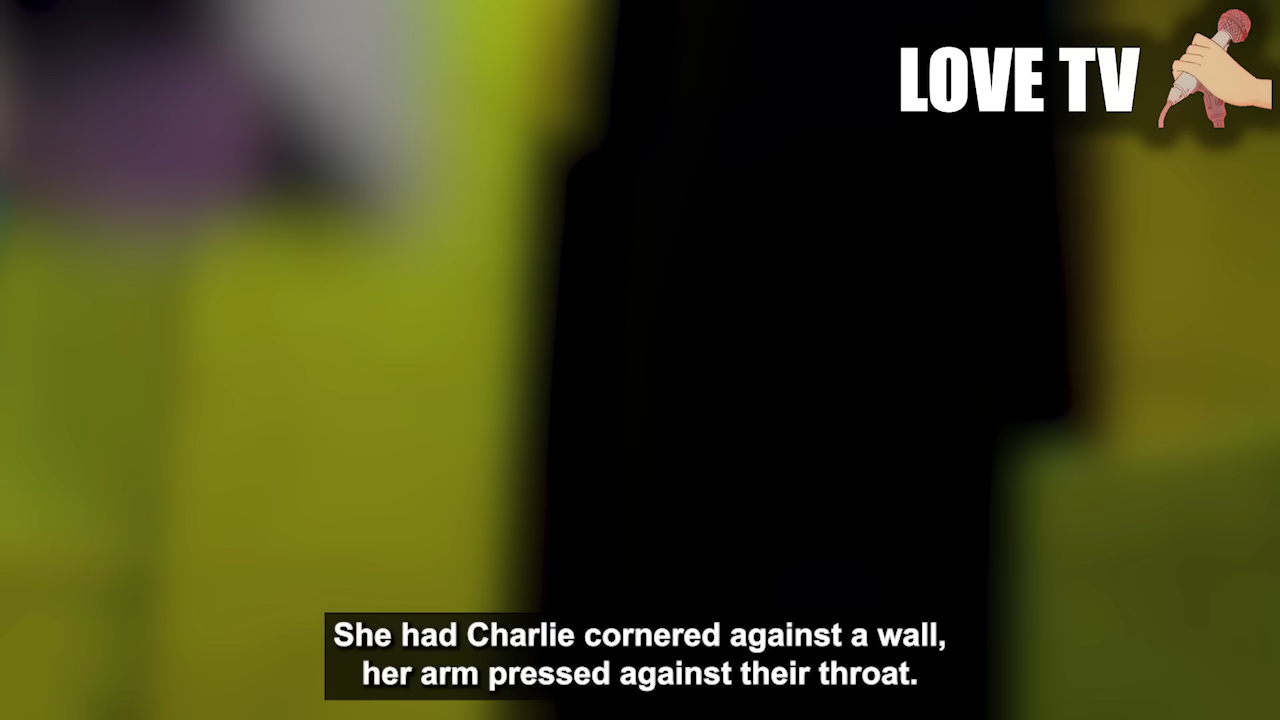 LOVE TV
She had Charlie cornered against a wall,
her arm pressed against their throat.